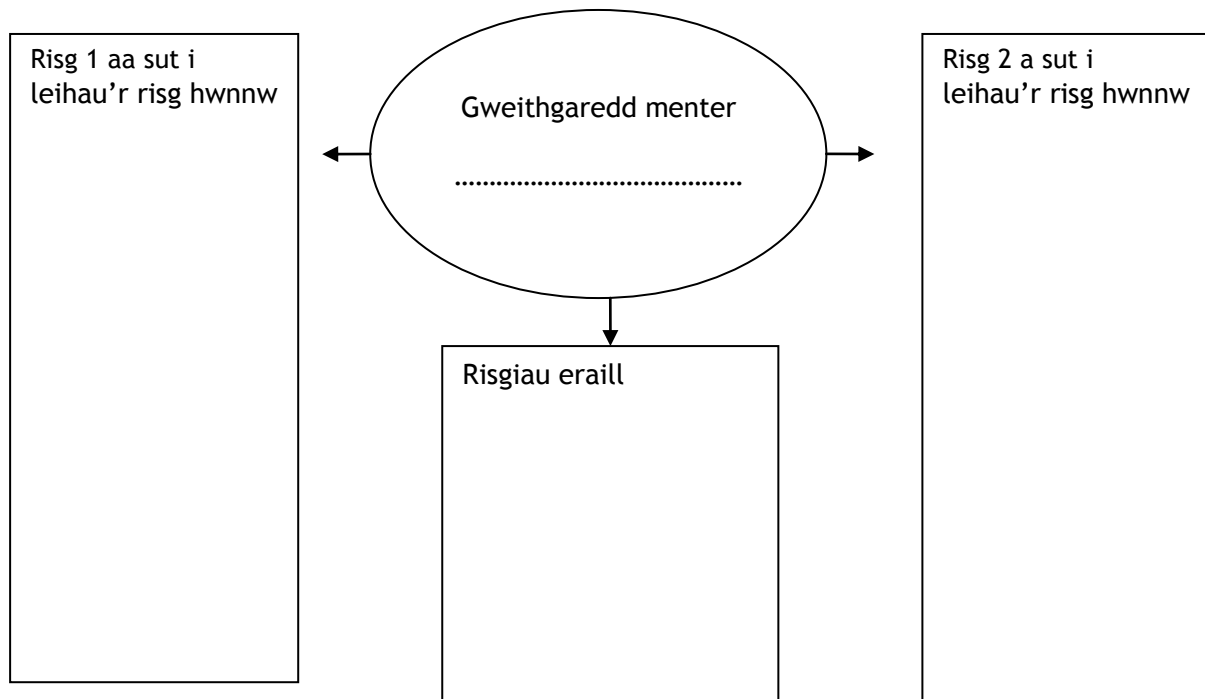 Risg 1 aa sut i
leihau'r risg hwnnw
Gweithgaredd menter
..........................................
Risg 2 a sut i
leihau'r risg hwnnw
Risgiau eraill